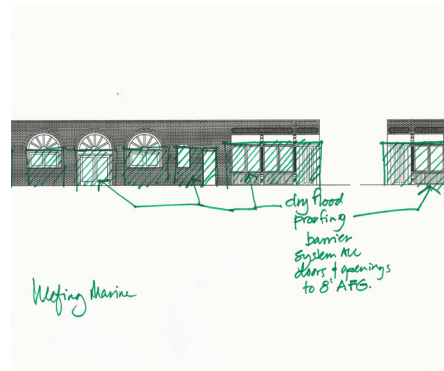 dry flood
proofing
barrier
system All
doors & openings
to 8' AFG.
Marine